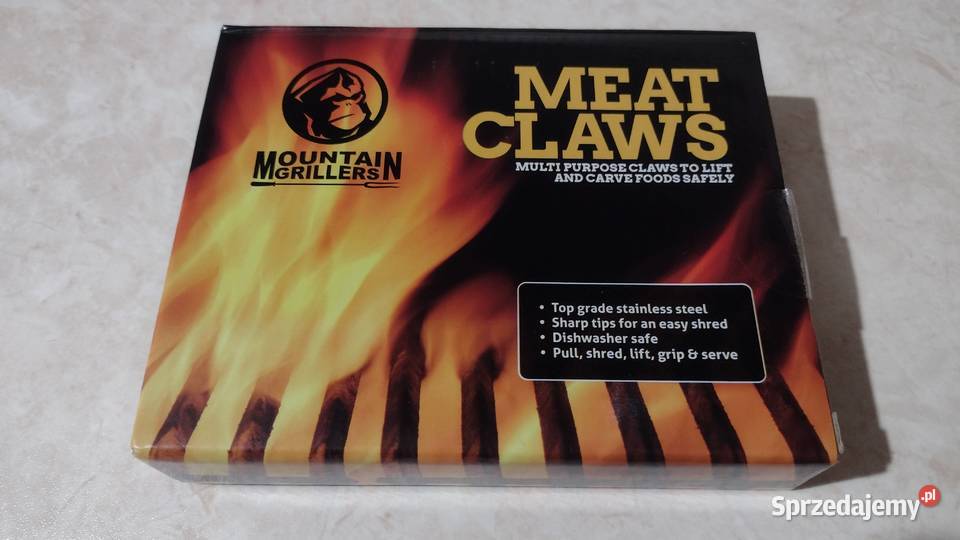 MOUNTAIN
GRILLERS
MEAT
CLAWS
MULTI PURPOSE CLAWS TO LIFT
AND CARVE FOODS SAFELY
• Top grade stainless steel
• Sharp tips for an easy shred
• Dishwasher safe
• Pull, shred, lift, grip & serve
Sprzedajemy.pl